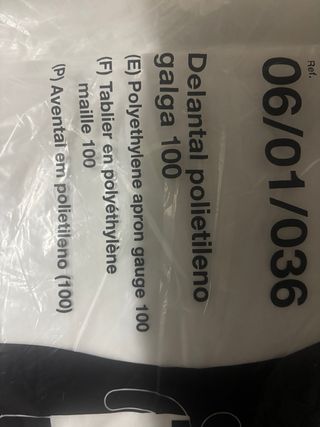 Ref.
06/01/036
Delantal polietileno
galga 100
(E) Polyethylene apron gauge 100
(F) Tablier en polyéthylène
maille 100
(P) Avental em polietileno (100)